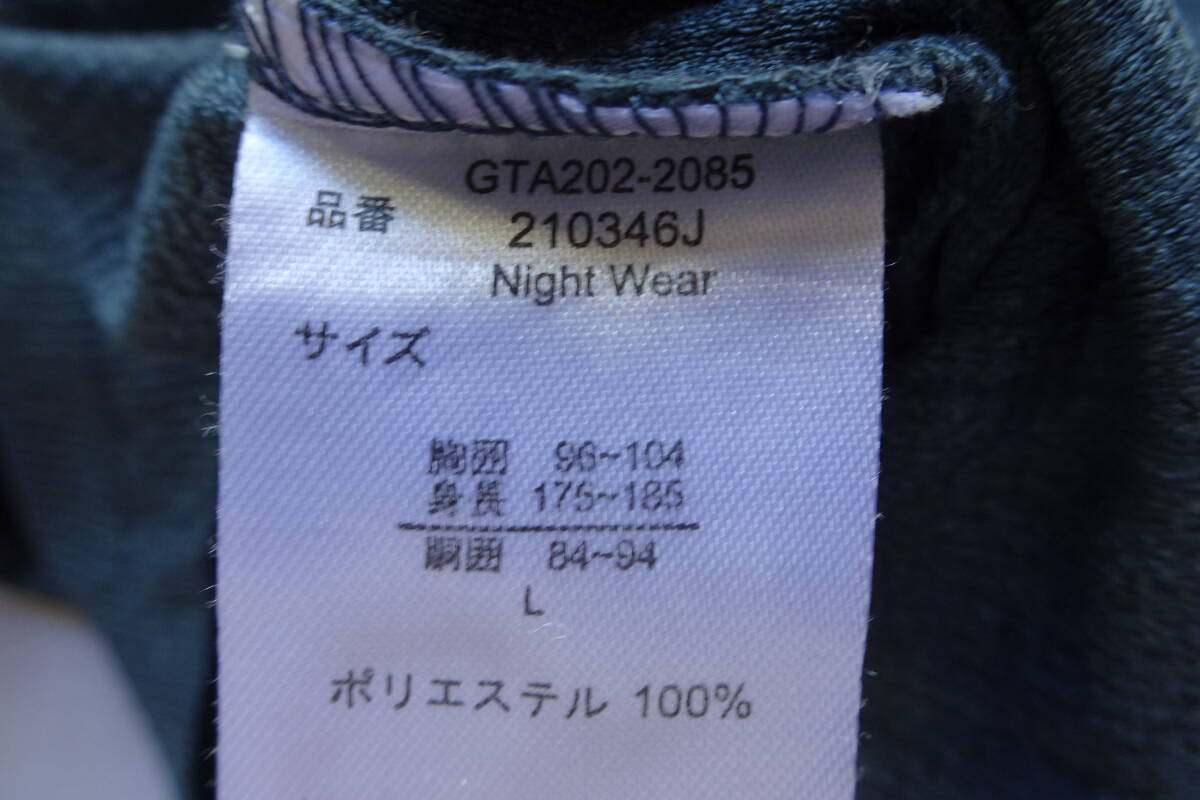 GTA202-2085
品番 210346J
Night Wear
サイズ
胸囲 96~104
身長 175~185
胴囲 84~94
L
ポリエステル 100%